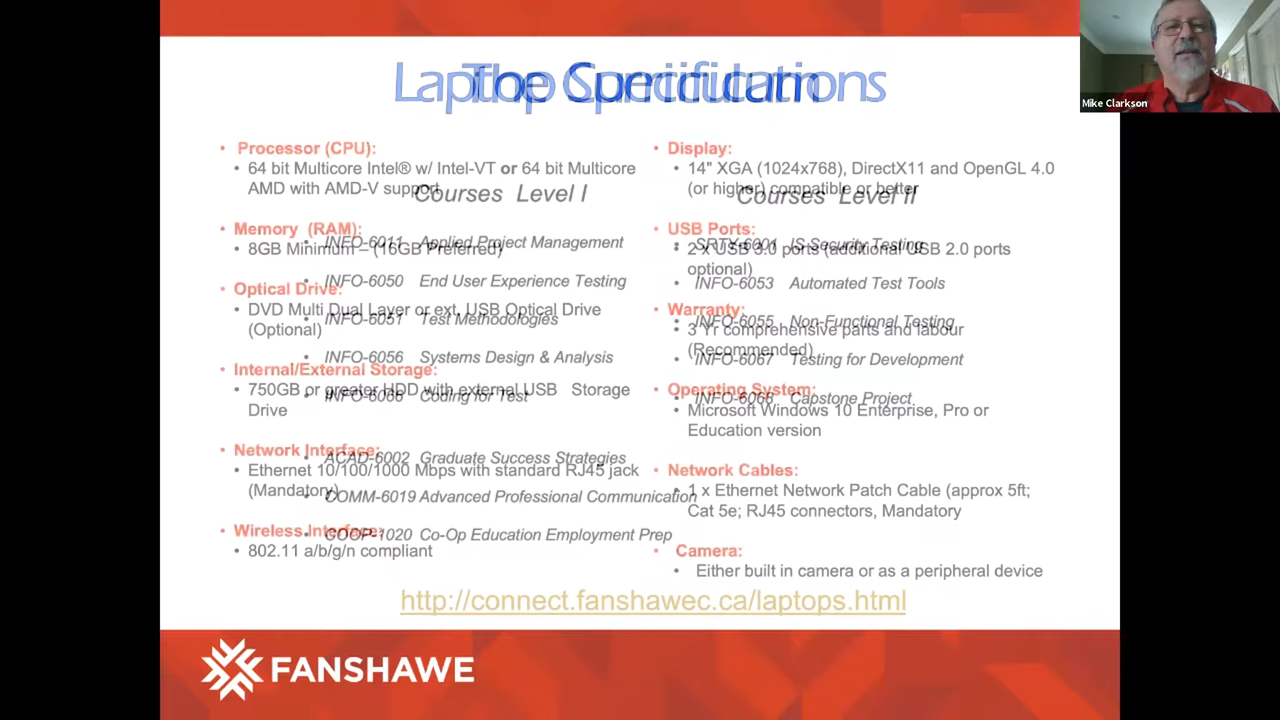 Laptop Specifications
The Curriculum
Mike Clarkson
• Processor (CPU):
• 64 bit Multicore Intel® w/ Intel-VT or 64 bit Multicore
AMD with AMD-V support
• Memory (RAM):
• 8GB Minimum – (16GB Preferred)
• Optical Drive:
• DVD Multi Dual Layer or ext. USB Optical Drive
(Optional)
• Internal/External Storage:
• 750GB or greater HDD with external USB Storage
Drive
• Network Interface:
• Ethernet 10/100/1000 Mbps with standard RJ45 jack
(Mandatory)
• Wireless Interface:
• 802.11 a/b/g/n compliant
• Display:
• 14" XGA (1024x768), DirectX11 and OpenGL 4.0
(or higher) compatible or better
• USB Ports:
• 2 x USB 3.0 ports (additional USB 2.0 ports
optional)
• Warranty:
• 3 Yr comprehensive parts and labour
(Recommended)
• Operating System:
• Microsoft Windows 10 Enterprise, Pro or
Education version
• Network Cables:
• 1 x Ethernet Network Patch Cable (approx 5ft;
Cat 5e; RJ45 connectors, Mandatory
• Camera:
• Either built in camera or as a peripheral device
Courses Level I
• INFO-6011 Applied Project Management
• INFO-6050 End User Experience Testing
• INFO-6051 Test Methodologies
• INFO-6056 Systems Design & Analysis
• INFO-6066 Coding for Test
• ACAD-6002 Graduate Success Strategies
• COMM-6019 Advanced Professional Communication
• COOP-1020 Co-Op Education Employment Prep
Courses Level II
• SRTY-6001 IS Security Testing
• INFO-6053 Automated Test Tools
• INFO-6055 Non-Functional Testing
• INFO-6067 Testing for Development
• INFO-6068 Capstone Project
http://connect.fanshawec.ca/laptops.html
FANSHAWE